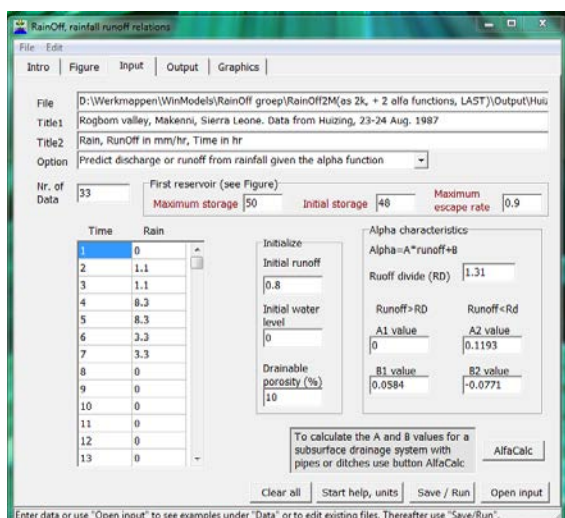 RainOff, rainfall runoff relations
File Edit
Intro Figure Input Output Graphics
File D:\Werkmappen\WinModels\RainOff groep\RainOff2M(as 2k, + 2 alfa functions, LAST)\Output\Huiz
Title1 Rogbom valley, Makenni, Sierra Leone. Data from Huizing, 23-24 Aug. 1987
Title2 Rain, RunOff in mm/hr, Time in hr
Option Predict discharge or runoff from rainfall given the alpha function
Nr. of Data 33
First reservoir (see Figure)
Maximum storage 50 Initial storage 48 Maximum escape rate 0.9
Time Rain
1 0
2 1.1
3 1.1
4 8.3
5 8.3
6 3.3
7 3.3
8 0
9 0
10 0
11 0
12 0
13 0
Initialize
Initial runoff
0.8
Initial water level
0
Drainable porosity (%)
10
Alpha characteristics
Alpha=A*runoff+B
Ruoff divide (RD) 1.31
Runoff>RD Runoff<Rd
A1 value A2 value
0 0.1193
B1 value B2 value
0.0584 -0.0771
To calculate the A and B values for a
subsurface drainage system with
pipes or ditches use button AlfaCalc
AlfaCalc
Clear all Start help, units Save / Run Open input
Enter data or use "Open input" to see examples under "Data" or to edit existing files. Thereafter use "Save/Run".